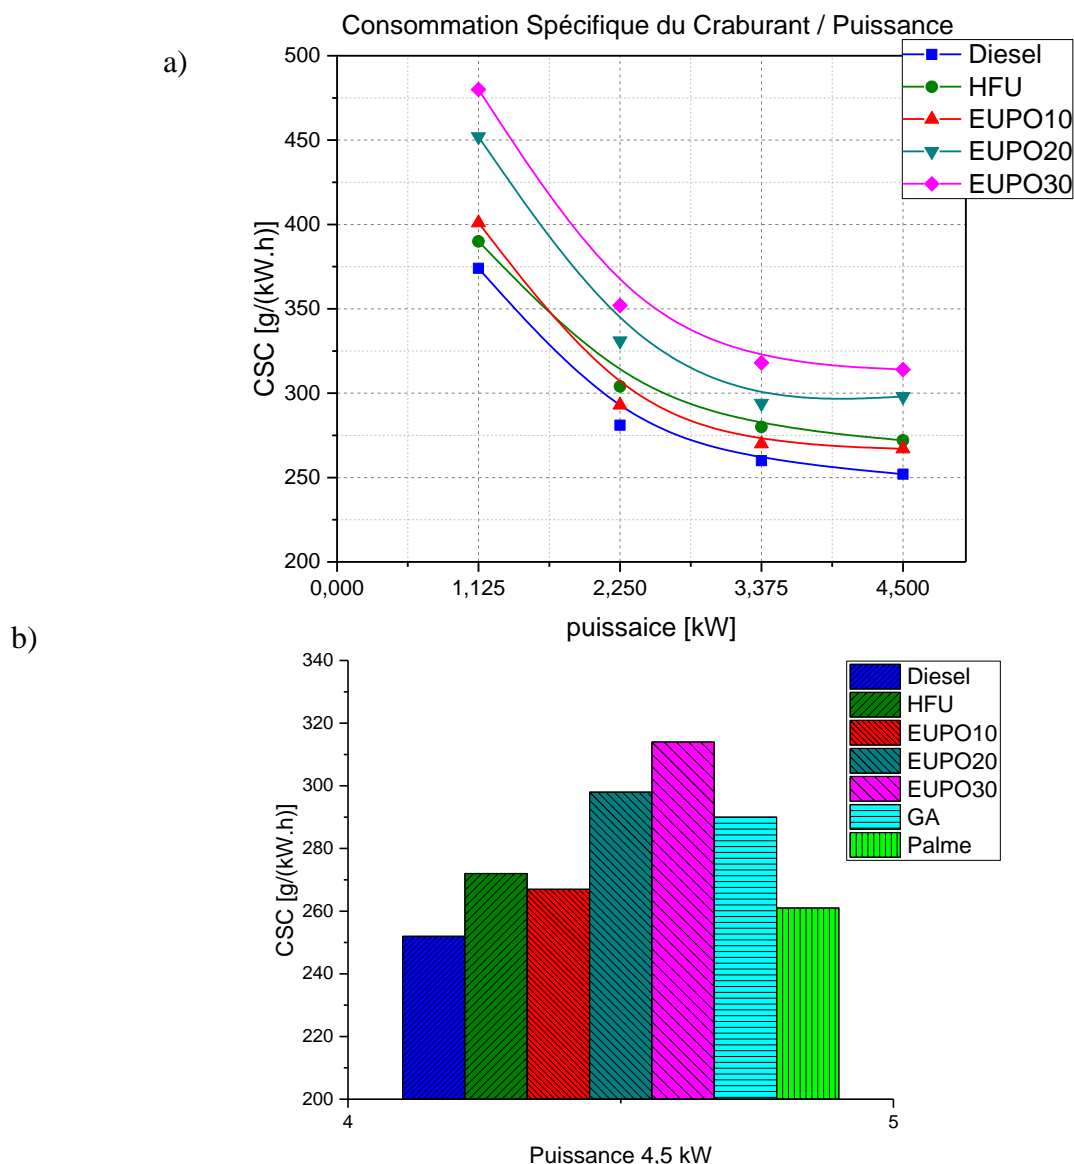 Consommation Spécifique du Craburant / Puissance
a)
500
450
400
350
300
250
200
CSC [g/(kW.h)]
0,000 1,125 2,250 3,375 4,500
puissaice [kW]
Diesel
HFU
EUPO10
EUPO20
EUPO30
b)
340
320
300
280
260
240
220
200
CSC [g/(kW.h)]
4 5
Puissance 4,5 kW
Diesel
HFU
EUPO10
EUPO20
EUPO30
GA
Palme